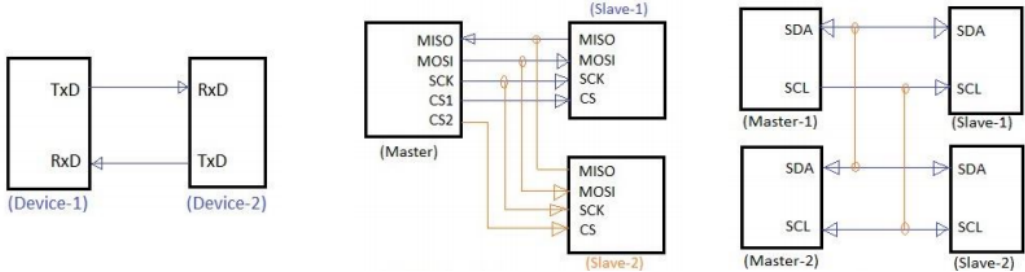 TxD
RxD
RxD
TxD
(Device-1)
(Device-2)
(Slave-1)
MISO
MOSI
SCK
CS1
CS2
(Master)
MISO
MOSI
SCK
CS
MISO
MOSI
SCK
CS
(Slave-2)
SDA
SCL
(Master-1)
SDA
SCL
(Slave-1)
SDA
SCL
(Master-2)
SDA
SCL
(Slave-2)